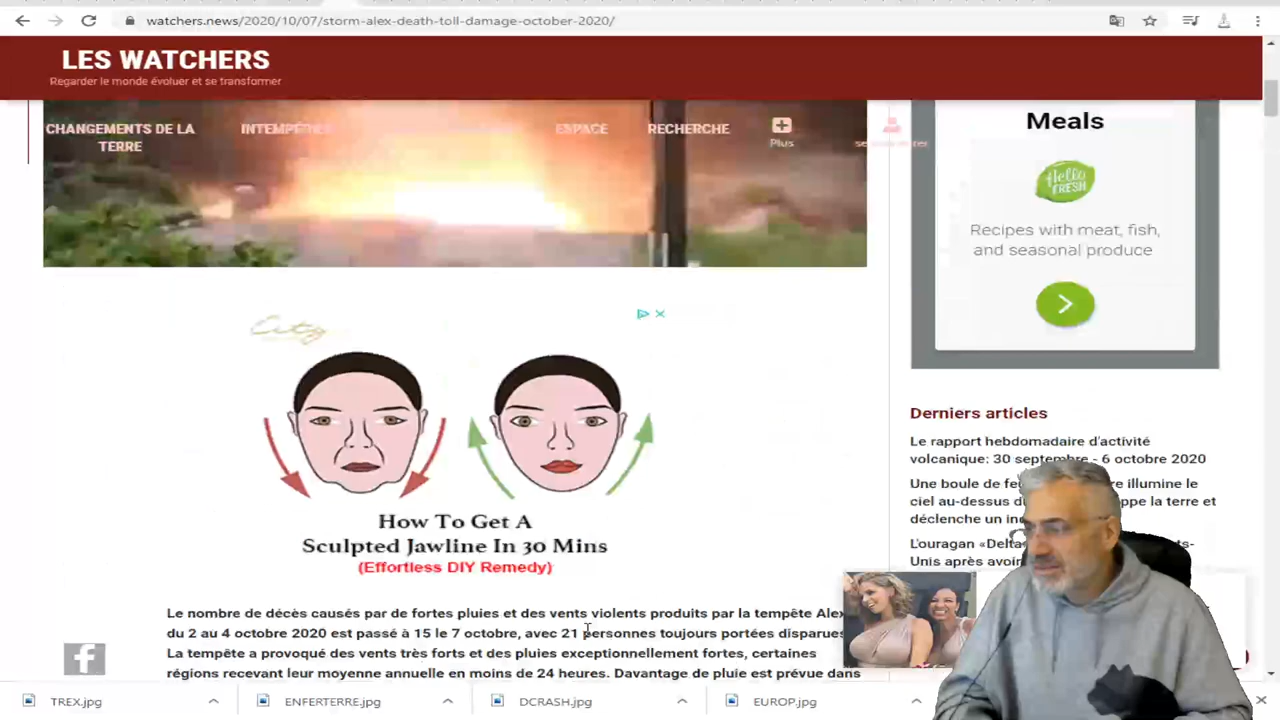 watchers.news/2020/10/07/storm-alex-death-toll-damage-october-2020/
LES WATCHERS
Regarder le monde évoluer et se transformer
CHANGEMENTS DE LA
TERRE
ESPACE
RECHERCHE
Plus
Meals
Hello
FRESH
Recipes with meat, fish,
and seasonal produce
City
How To Get A
Sculpted Jawline In 30 Mins
(Effortless DIY Remedy)
Le nombre de décès causés par de fortes pluies et des vents violents produits par la tempête Alex
du 2 au 4 octobre 2020 est passé à 15 le 7 octobre, avec 21 personnes toujours portées disparues
La tempête a provoqué des vents très forts et des pluies exceptionnellement fortes, certaines
régions recevant leur moyenne annuelle en moins de 24 heures. Davantage de pluie est prévue dans
Derniers articles
Le rapport hebdomadaire d'activité
volcanique: 30 septembre - 6 octobre 2020
Une boule de illumine le
ciel au-dessus la terre et
déclenche un
L'ouragan «Delta
Unis après avoir
TREX.jpg
ENFERTERRE.jpg
DCRASH.jpg
EUROP.jpg